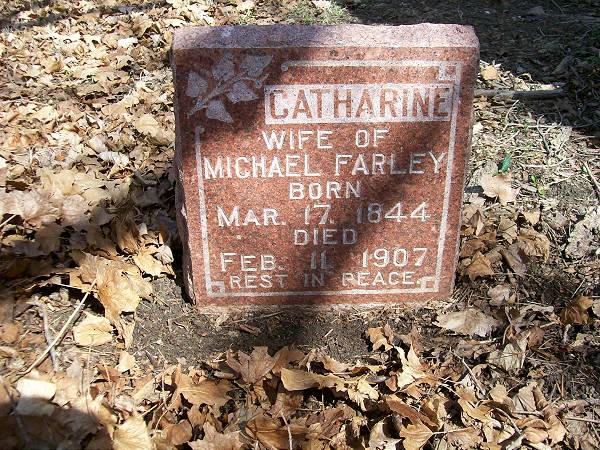 CATHARINE
WIFE OF
MICHAEL FARLEY
BORN
MAR. 17. 1844
DIED
FEB. 11, 1907
REST IN PEACE